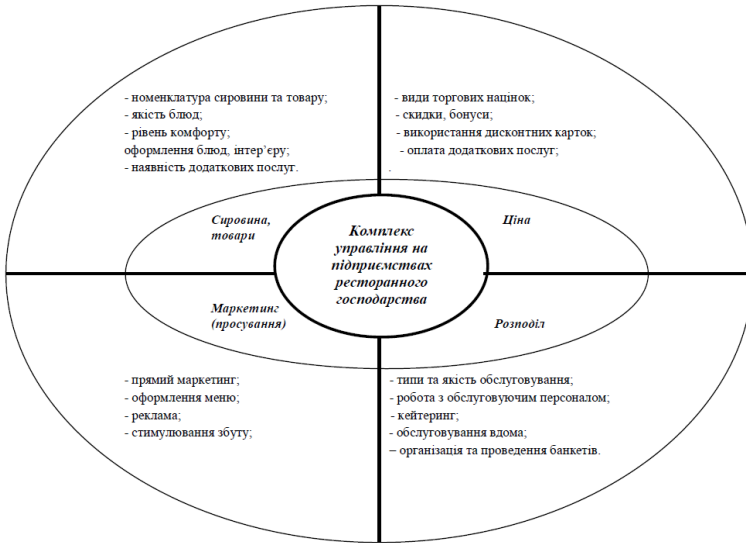 - номенклатура сировини та товару;
- якість блюд;
- рівень комфорту;
оформлення блюд, інтер’єру;
- наявність додаткових послуг.
- види торгових націнок;
- скидки, бонуси;
- використання дисконтних карток;
- оплата додаткових послуг;
.
Сировина,
товари
Комплекс
управління на
підприємствах
ресторанного
господарства
Ціна
Маркетинг
(просування)
Розподіл
- прямий маркетинг;
- оформлення меню;
- реклама;
- стимулювання збуту;
- типи та якість обслуговування;
- робота з обслуговуючим персоналом;
- кейтеринг;
- обслуговування вдома;
– організація та проведення банкетів.